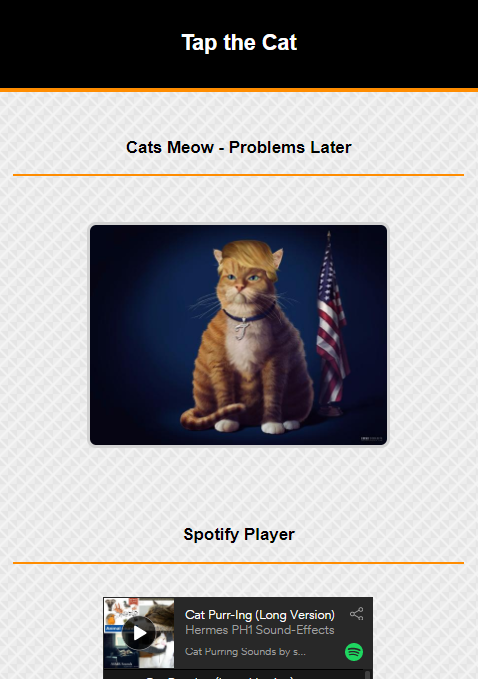 Tap the Cat
Cats Meow - Problems Later
Spotify Player
Cat Purr-Ing (Long Version)
Hermes PH1 Sound-Effects
Cat Purring Sounds by s...